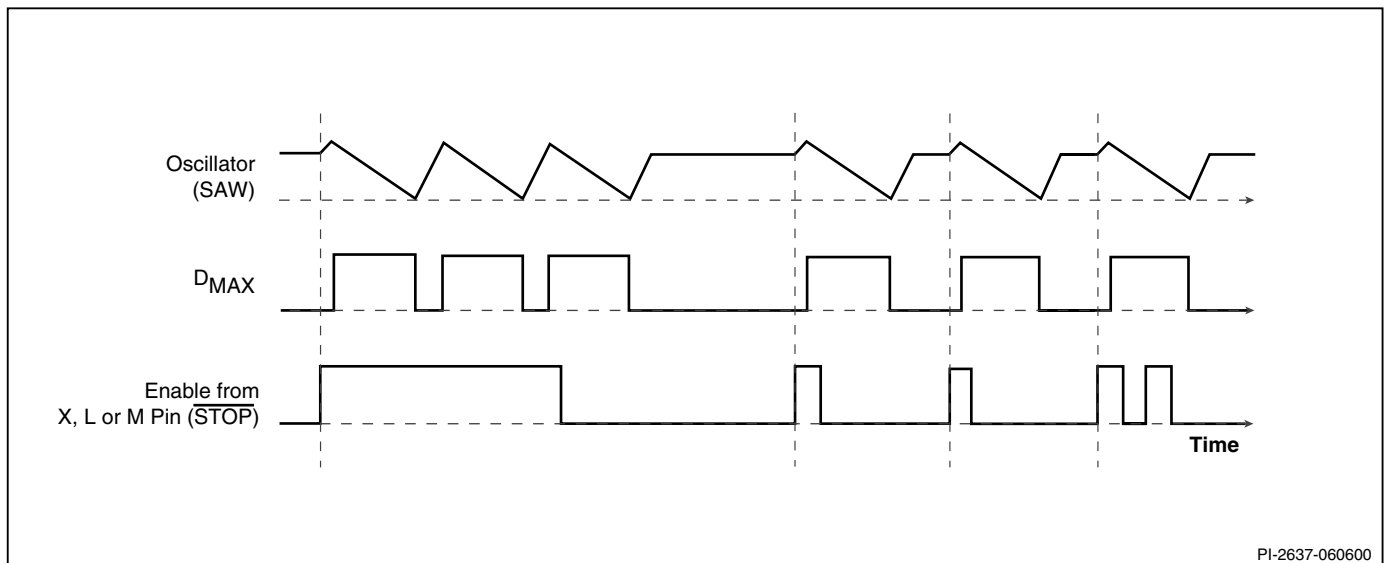 Oscillator
(SAW)
DMAX
Enable from
X, L or M Pin (STOP)
Time
PI-2637-060600